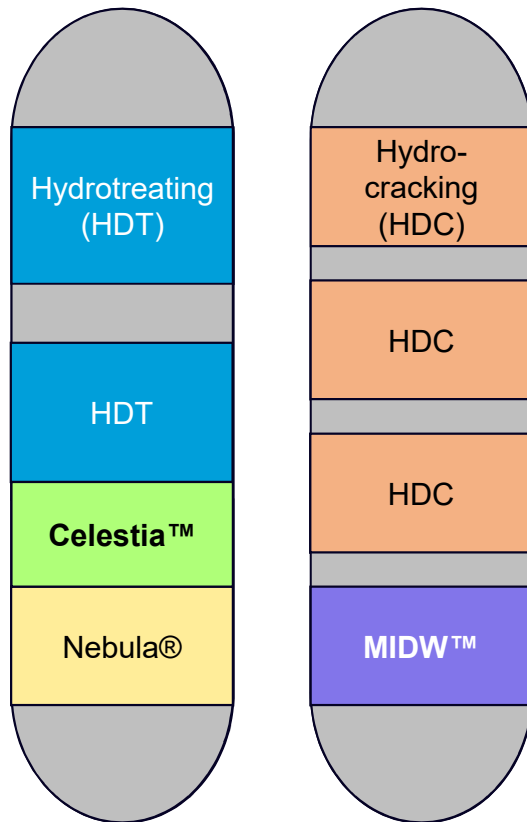 Hydrotreating
(HDT)
HDT
Celestia™
Nebula®
Hydro-
cracking
(HDC)
HDC
HDC
MIDW™